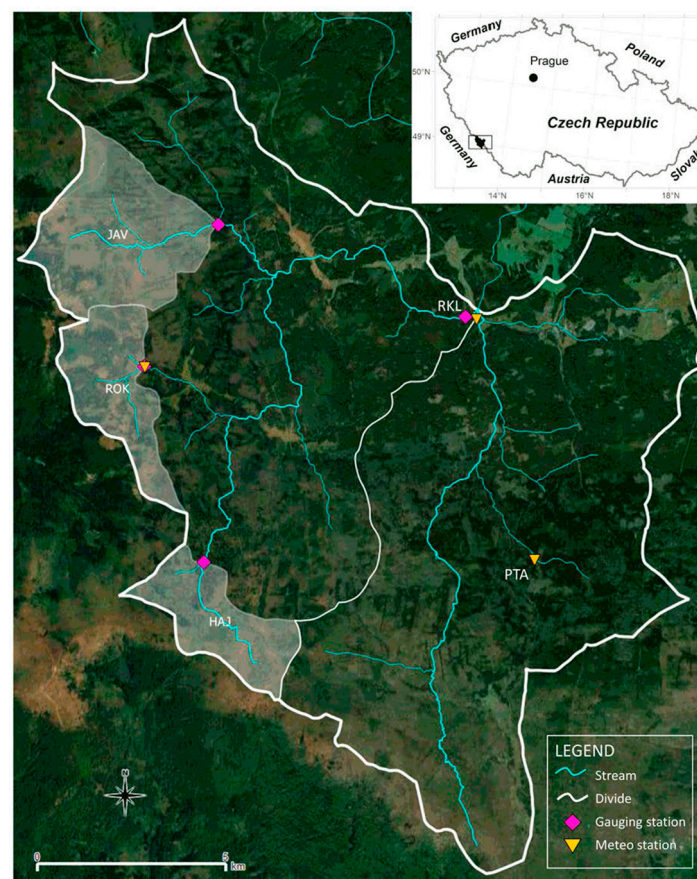 Germany
Poland
50°N
Prague
Czech Republic
49°N
Germany
Slovak
Austria
14°N
16°N
18°N
JAV
RKL
ROK
PTA
HAJ
LEGEND
Stream
Divide
Gauging station
Meteo station
N
0
5
km